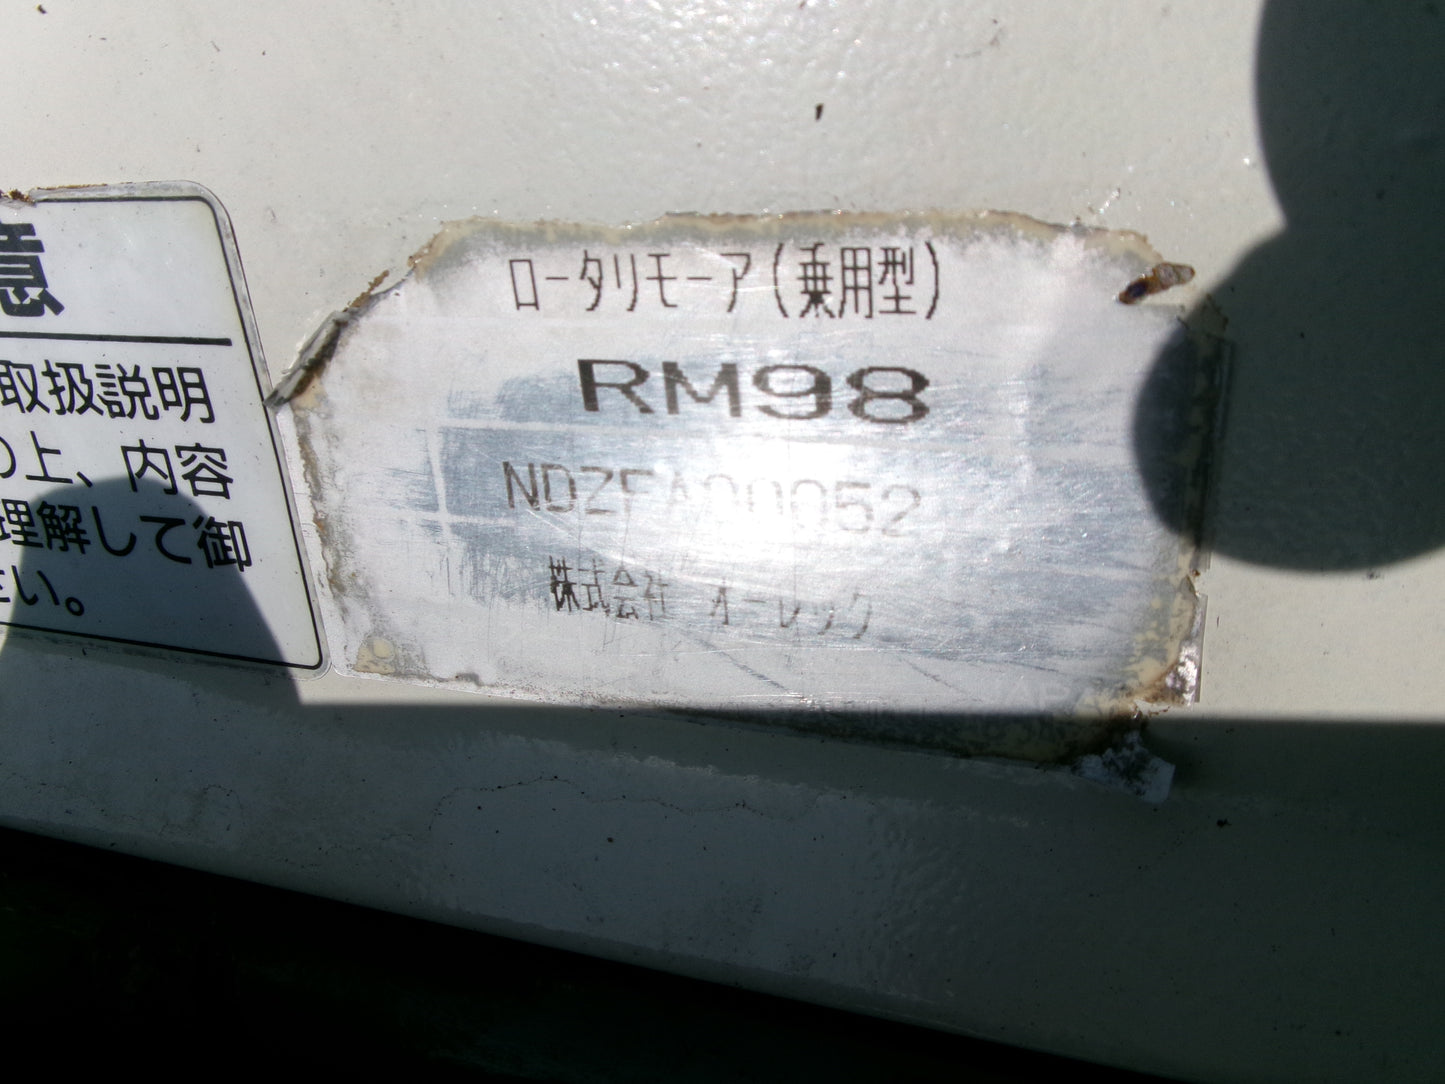 意
取扱説明
の上、内容
理解して御
さい。
ロータリモーア(乗用型)
RM98
NDZFA00052
株式会社 オーレック